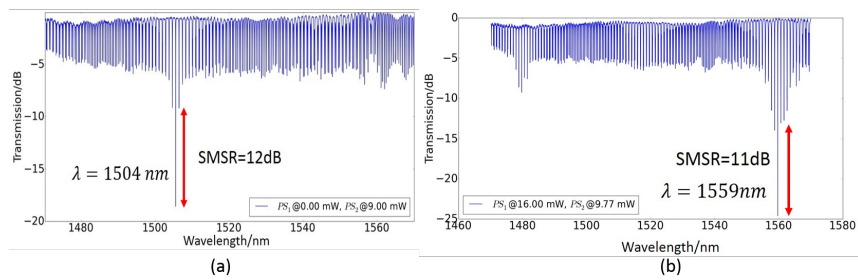 0
−5
−10
−15
−20
Transmission/dB
λ = 1504 nm
SMSR=12dB
PS₁@0.00 mW, PS₂@9.00 mW
1480 1500 1520 1540 1560
Wavelength/nm
(a)
0
−5
−10
−15
−20
−25
Transmission/dB
SMSR=11dB
λ = 1559nm
PS₁@16.00 mW, PS₂@9.77 mW
1460 1480 1500 1520 1540 1560 1580
Wavelength/nm
(b)